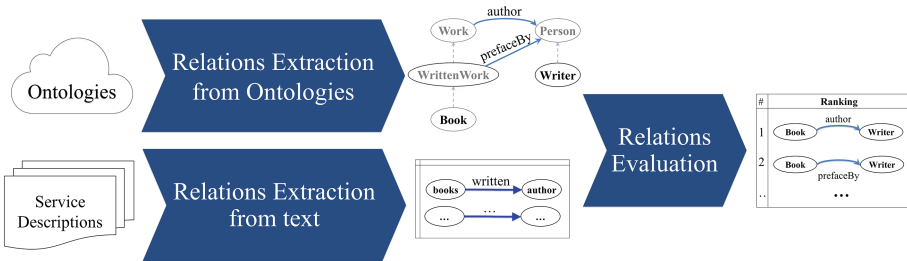 Ontologies
Relations Extraction
from Ontologies
author
Work
Person
prefaceBy
WrittenWork
Writer
Book
Service
Descriptions
Relations Extraction
from text
books
written
author
...
...
...
Relations
Evaluation
#
Ranking
1
Book
author
Writer
2
Book
prefaceBy
Writer
..
...